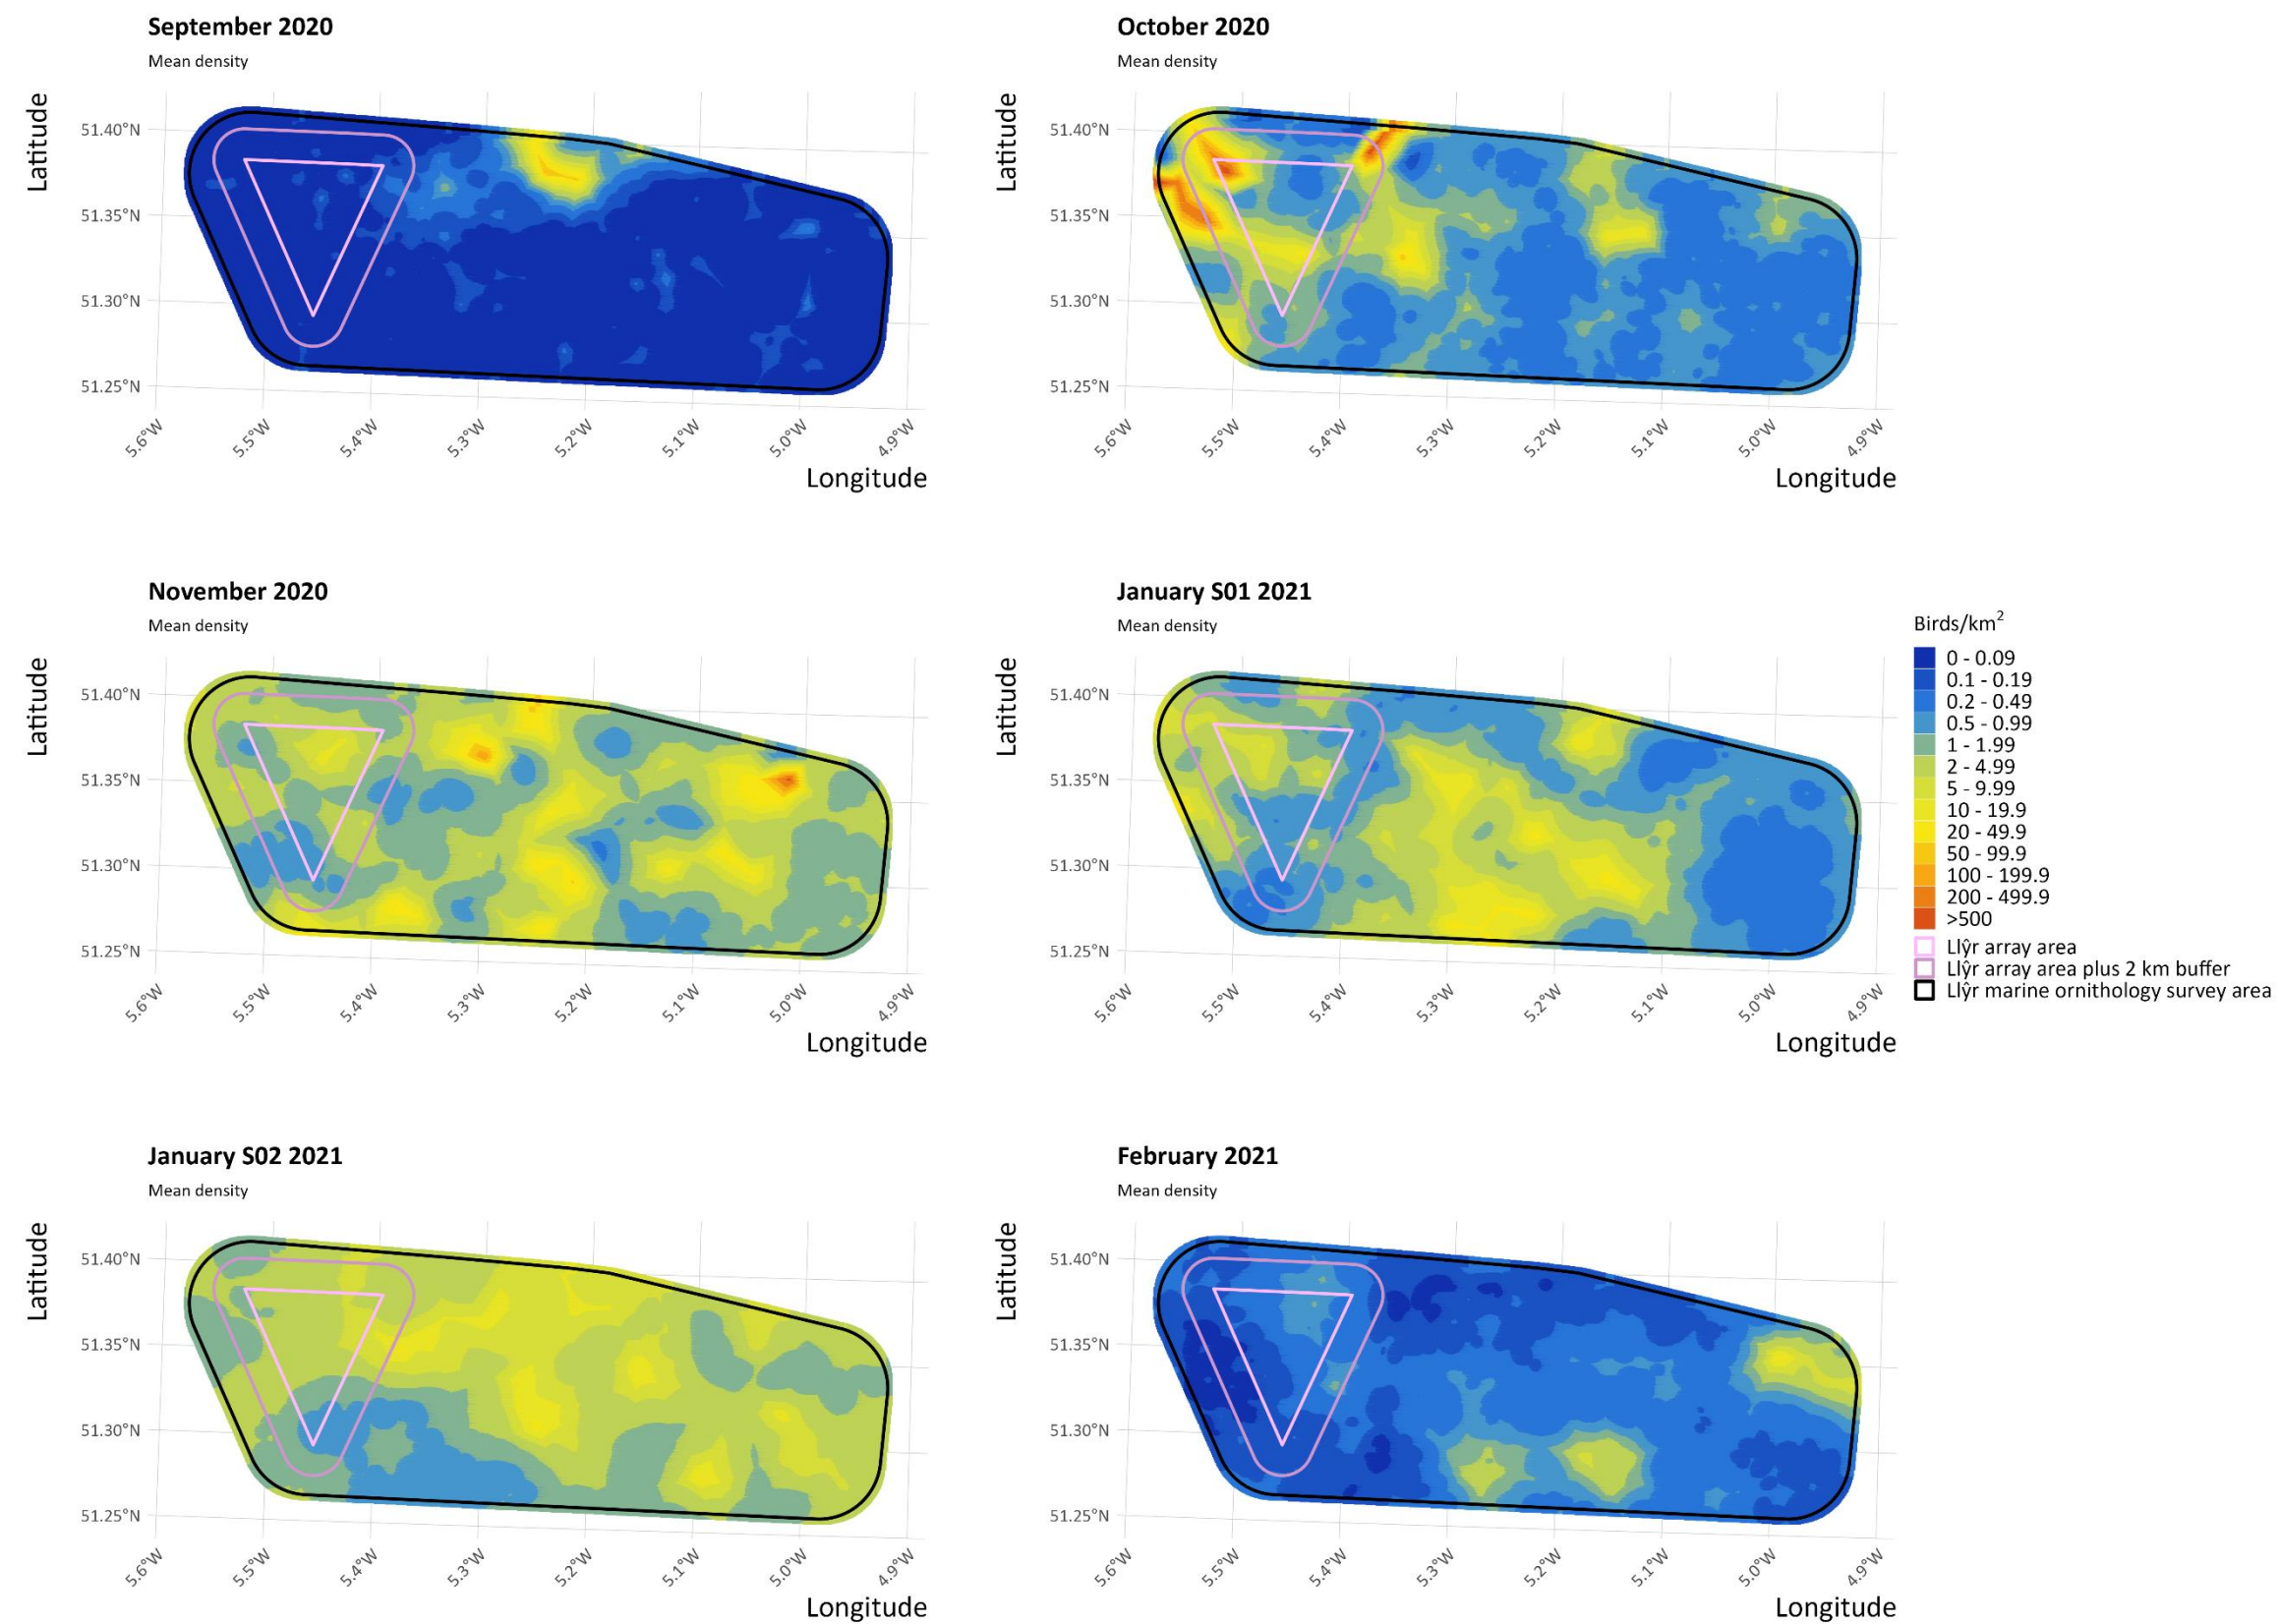 September 2020
Mean density
Latitude
51.40°N
51.35°N
51.30°N
51.25°N
5.6°W
5.5°W
5.4°W
5.3°W
5.2°W
5.1°W
5.0°W
4.9°W
Longitude
October 2020
Mean density
Latitude
51.40°N
51.35°N
51.30°N
51.25°N
5.6°W
5.5°W
5.4°W
5.3°W
5.2°W
5.1°W
5.0°W
4.9°W
Longitude
November 2020
Mean density
Latitude
51.40°N
51.35°N
51.30°N
51.25°N
5.6°W
5.5°W
5.4°W
5.3°W
5.2°W
5.1°W
5.0°W
4.9°W
Longitude
January S01 2021
Mean density
Latitude
51.40°N
51.35°N
51.30°N
51.25°N
5.6°W
5.5°W
5.4°W
5.3°W
5.2°W
5.1°W
5.0°W
4.9°W
Longitude
Birds/km²
0 - 0.09
0.1 - 0.19
0.2 - 0.49
0.5 - 0.99
1 - 1.99
2 - 4.99
5 - 9.99
10 - 19.9
20 - 49.9
50 - 99.9
100 - 199.9
200 - 499.9
>500
Llŷr array area
Llŷr array area plus 2 km buffer
Llŷr marine ornithology survey area
January S02 2021
Mean density
Latitude
51.40°N
51.35°N
51.30°N
51.25°N
5.6°W
5.5°W
5.4°W
5.3°W
5.2°W
5.1°W
5.0°W
4.9°W
Longitude
February 2021
Mean density
Latitude
51.40°N
51.35°N
51.30°N
51.25°N
5.6°W
5.5°W
5.4°W
5.3°W
5.2°W
5.1°W
5.0°W
4.9°W
Longitude